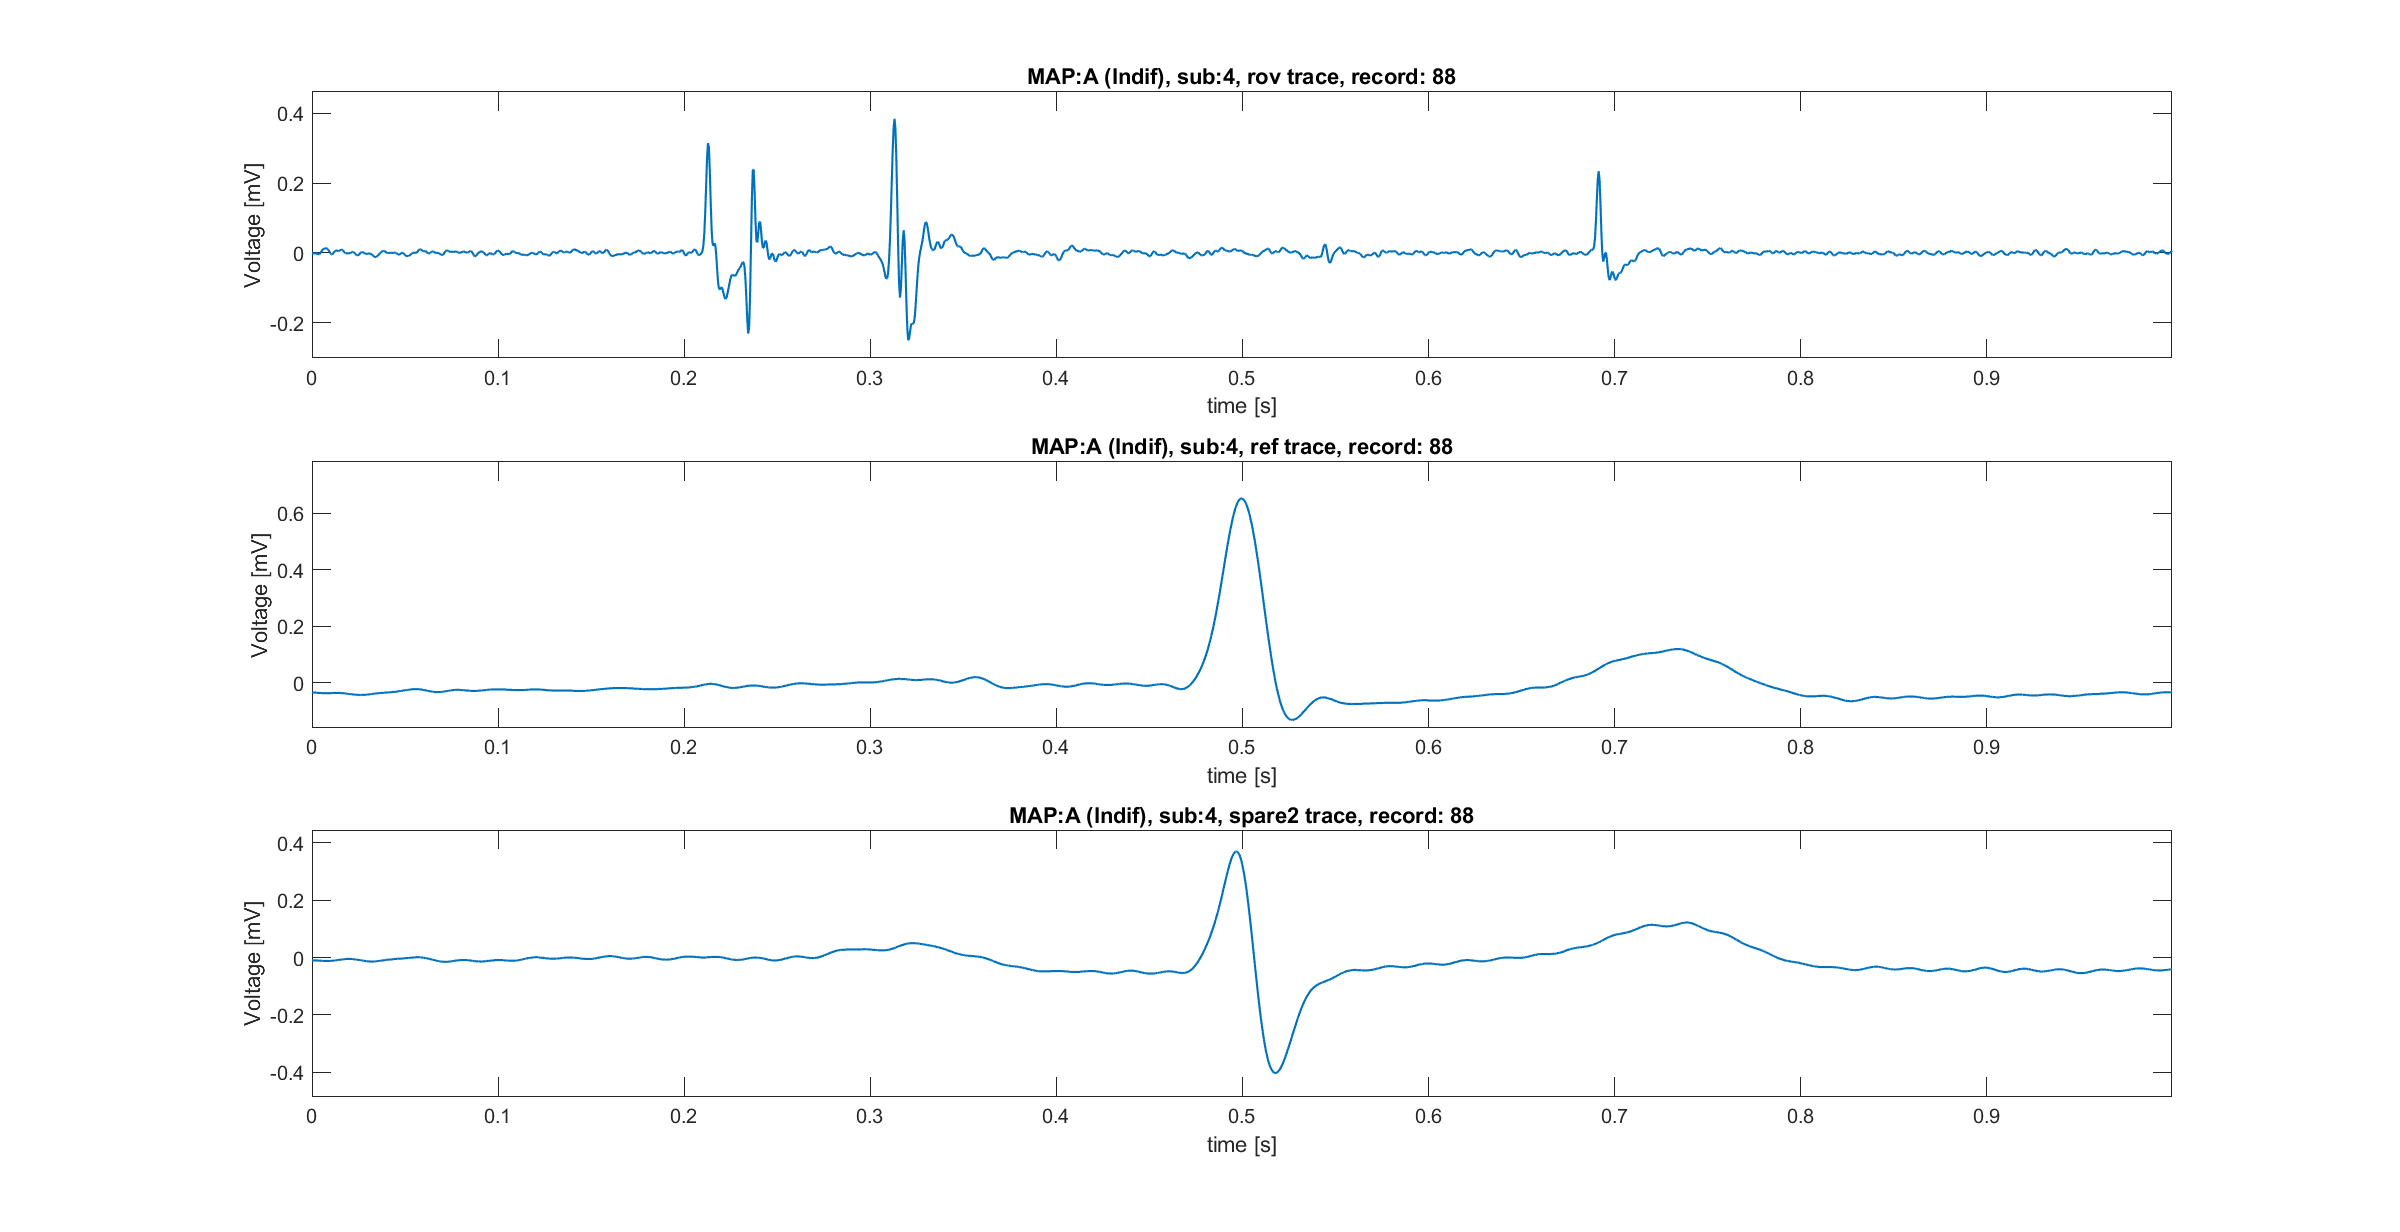 MAP:A (Indif), sub:4, rov trace, record: 88
Voltage [mV]
0.4
0.2
0
-0.2
0 0.1 0.2 0.3 0.4 0.5 0.6 0.7 0.8 0.9
time [s]
MAP:A (Indif), sub:4, ref trace, record: 88
Voltage [mV]
0.6
0.4
0.2
0
0 0.1 0.2 0.3 0.4 0.5 0.6 0.7 0.8 0.9
time [s]
MAP:A (Indif), sub:4, spare2 trace, record: 88
Voltage [mV]
0.4
0.2
0
-0.2
-0.4
0 0.1 0.2 0.3 0.4 0.5 0.6 0.7 0.8 0.9
time [s]